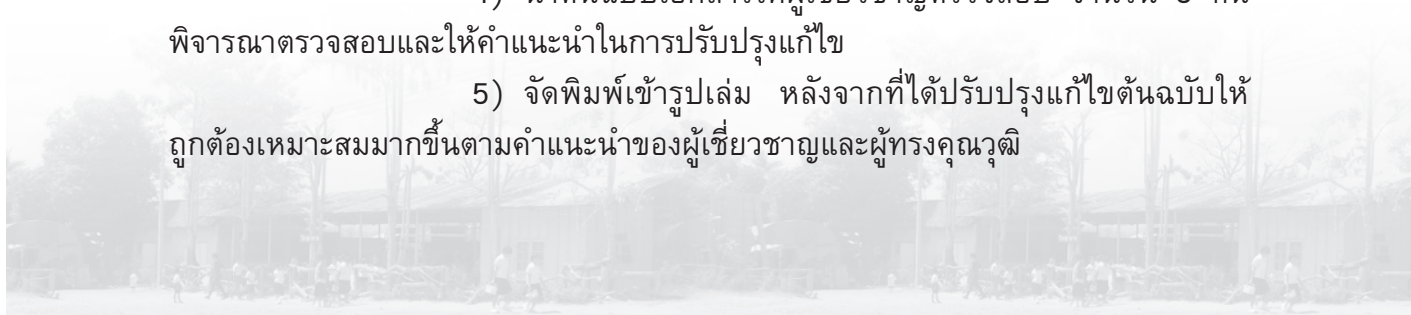 พิจารณาตรวจสอบและให้คำแนะนำในการปรับปรุงแก้ไข
5) จัดพิมพ์เข้ารูปเล่ม หลังจากที่ได้ปรับปรุงแก้ไขต้นฉบับให้
ถูกต้องเหมาะสมมากขึ้นตามคำแนะนำของผู้เชี่ยวชาญและผู้ทรงคุณวุฒิ